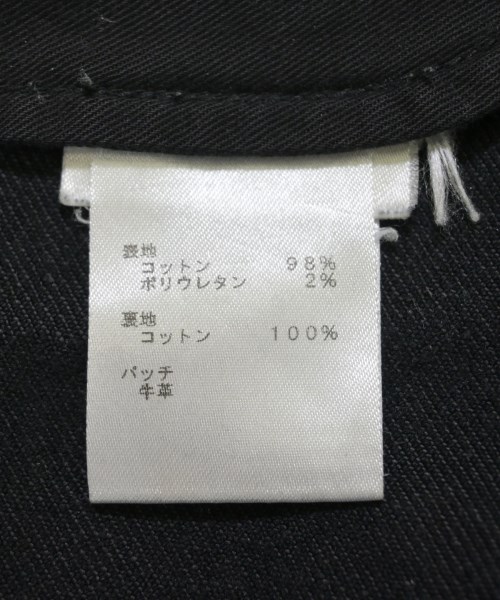 表地
コットン 98%
ポリウレタン 2%
裏地
コットン 100%
パッチ
牛革